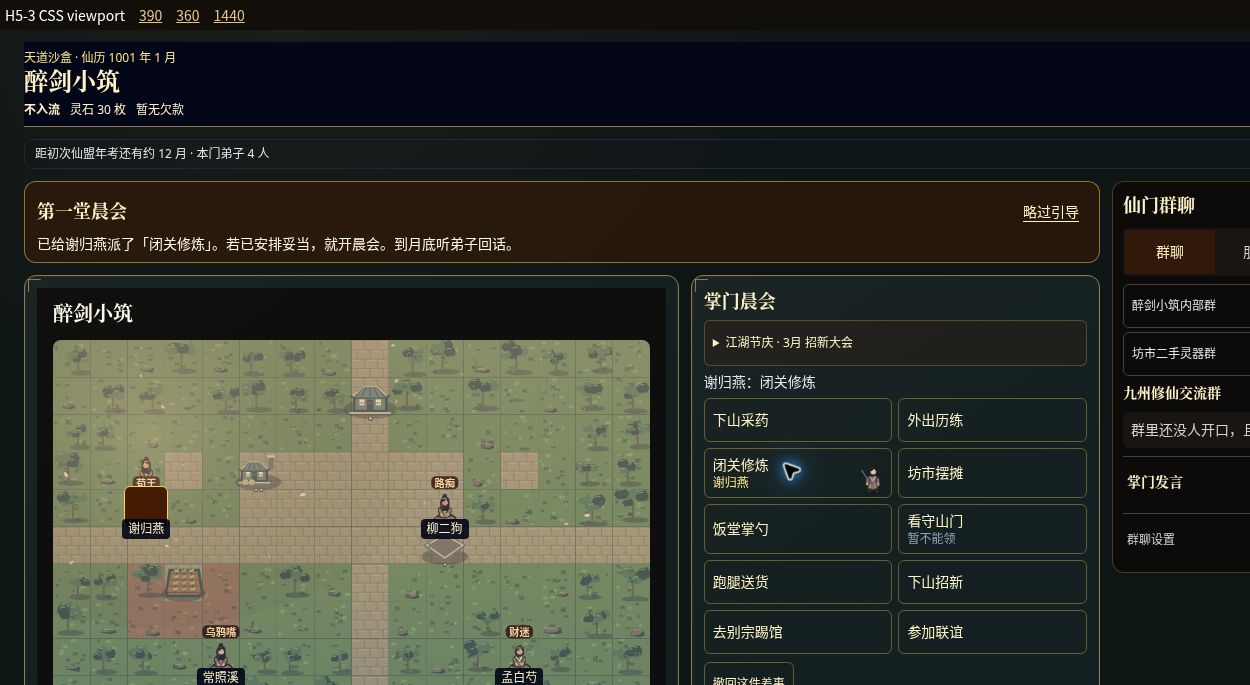 H5-3 CSS viewport 390 360 1440
天道沙盒 · 仙历 1001 年 1 月
醉剑小筑
不入流 灵石 30 枚 暂无欠款
距初次仙盟年考还有约 12 月 · 本门弟子 4 人
第一堂晨会
略过引导
已给谢归燕派了「闭关修炼」。若已安排妥当，就开晨会。到月底听弟子回话。
醉剑小筑
苟王
谢归燕
路痴
柳二狗
乌鸦嘴
常照溪
财迷
孟白芍
掌门晨会
▸ 江湖节庆 · 3月 招新大会
谢归燕：闭关修炼
下山采药
外出历练
闭关修炼
谢归燕
坊市摆摊
饭堂掌勺
看守山门
暂不能领
跑腿送货
下山招新
去别宗踢馆
参加联谊
撤回这件差事
仙门群聊
群聊
醉剑小筑内部群
坊市二手灵器群
九州修仙交流群
群里还没人开口，
掌门发言
群聊设置